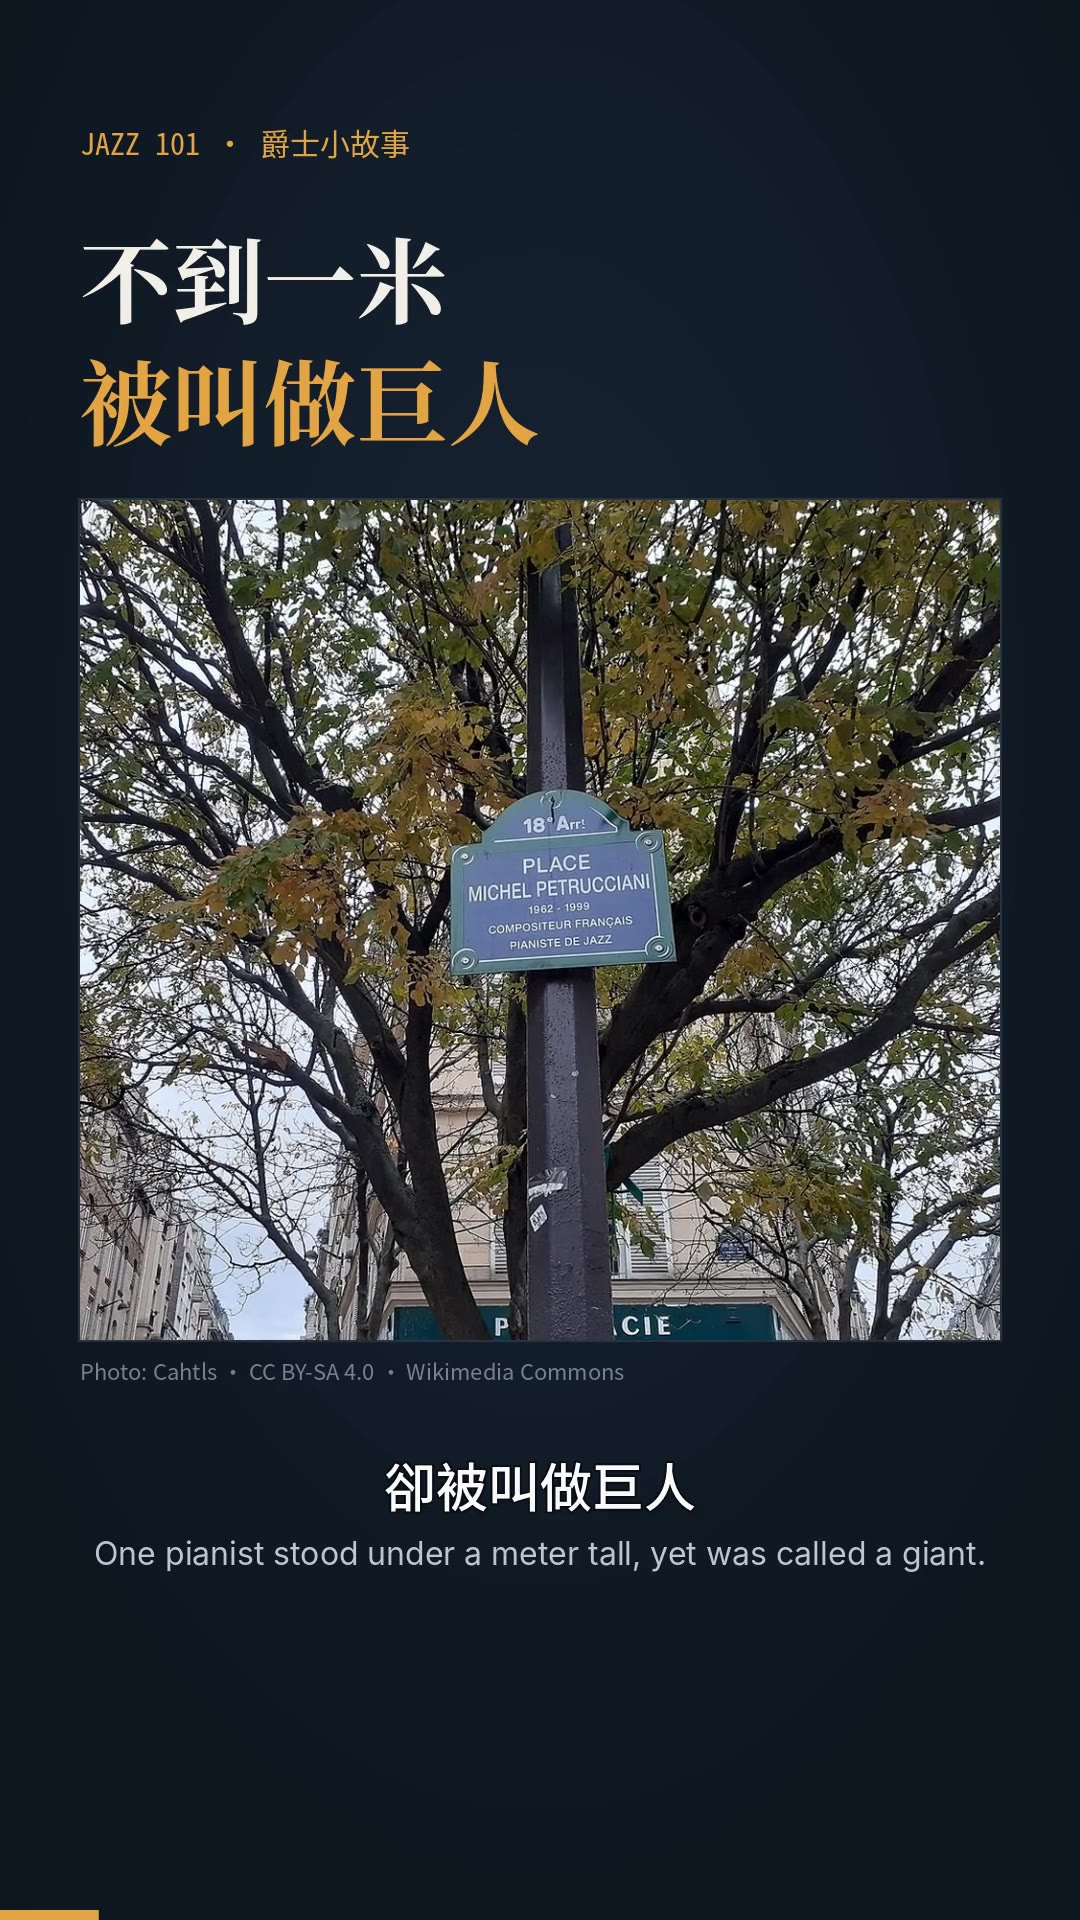 JAZZ 101 • 爵士小故事
不到一米
被叫做巨人
18e Arrt
PLACE
MICHEL PETRUCCIANI
1962 - 1999
COMPOSITEUR FRANÇAIS
PIANISTE DE JAZZ
P
ACIE
Photo: Cahtls • CC BY-SA 4.0 • Wikimedia Commons
卻被叫做巨人
One pianist stood under a meter tall, yet was called a giant.